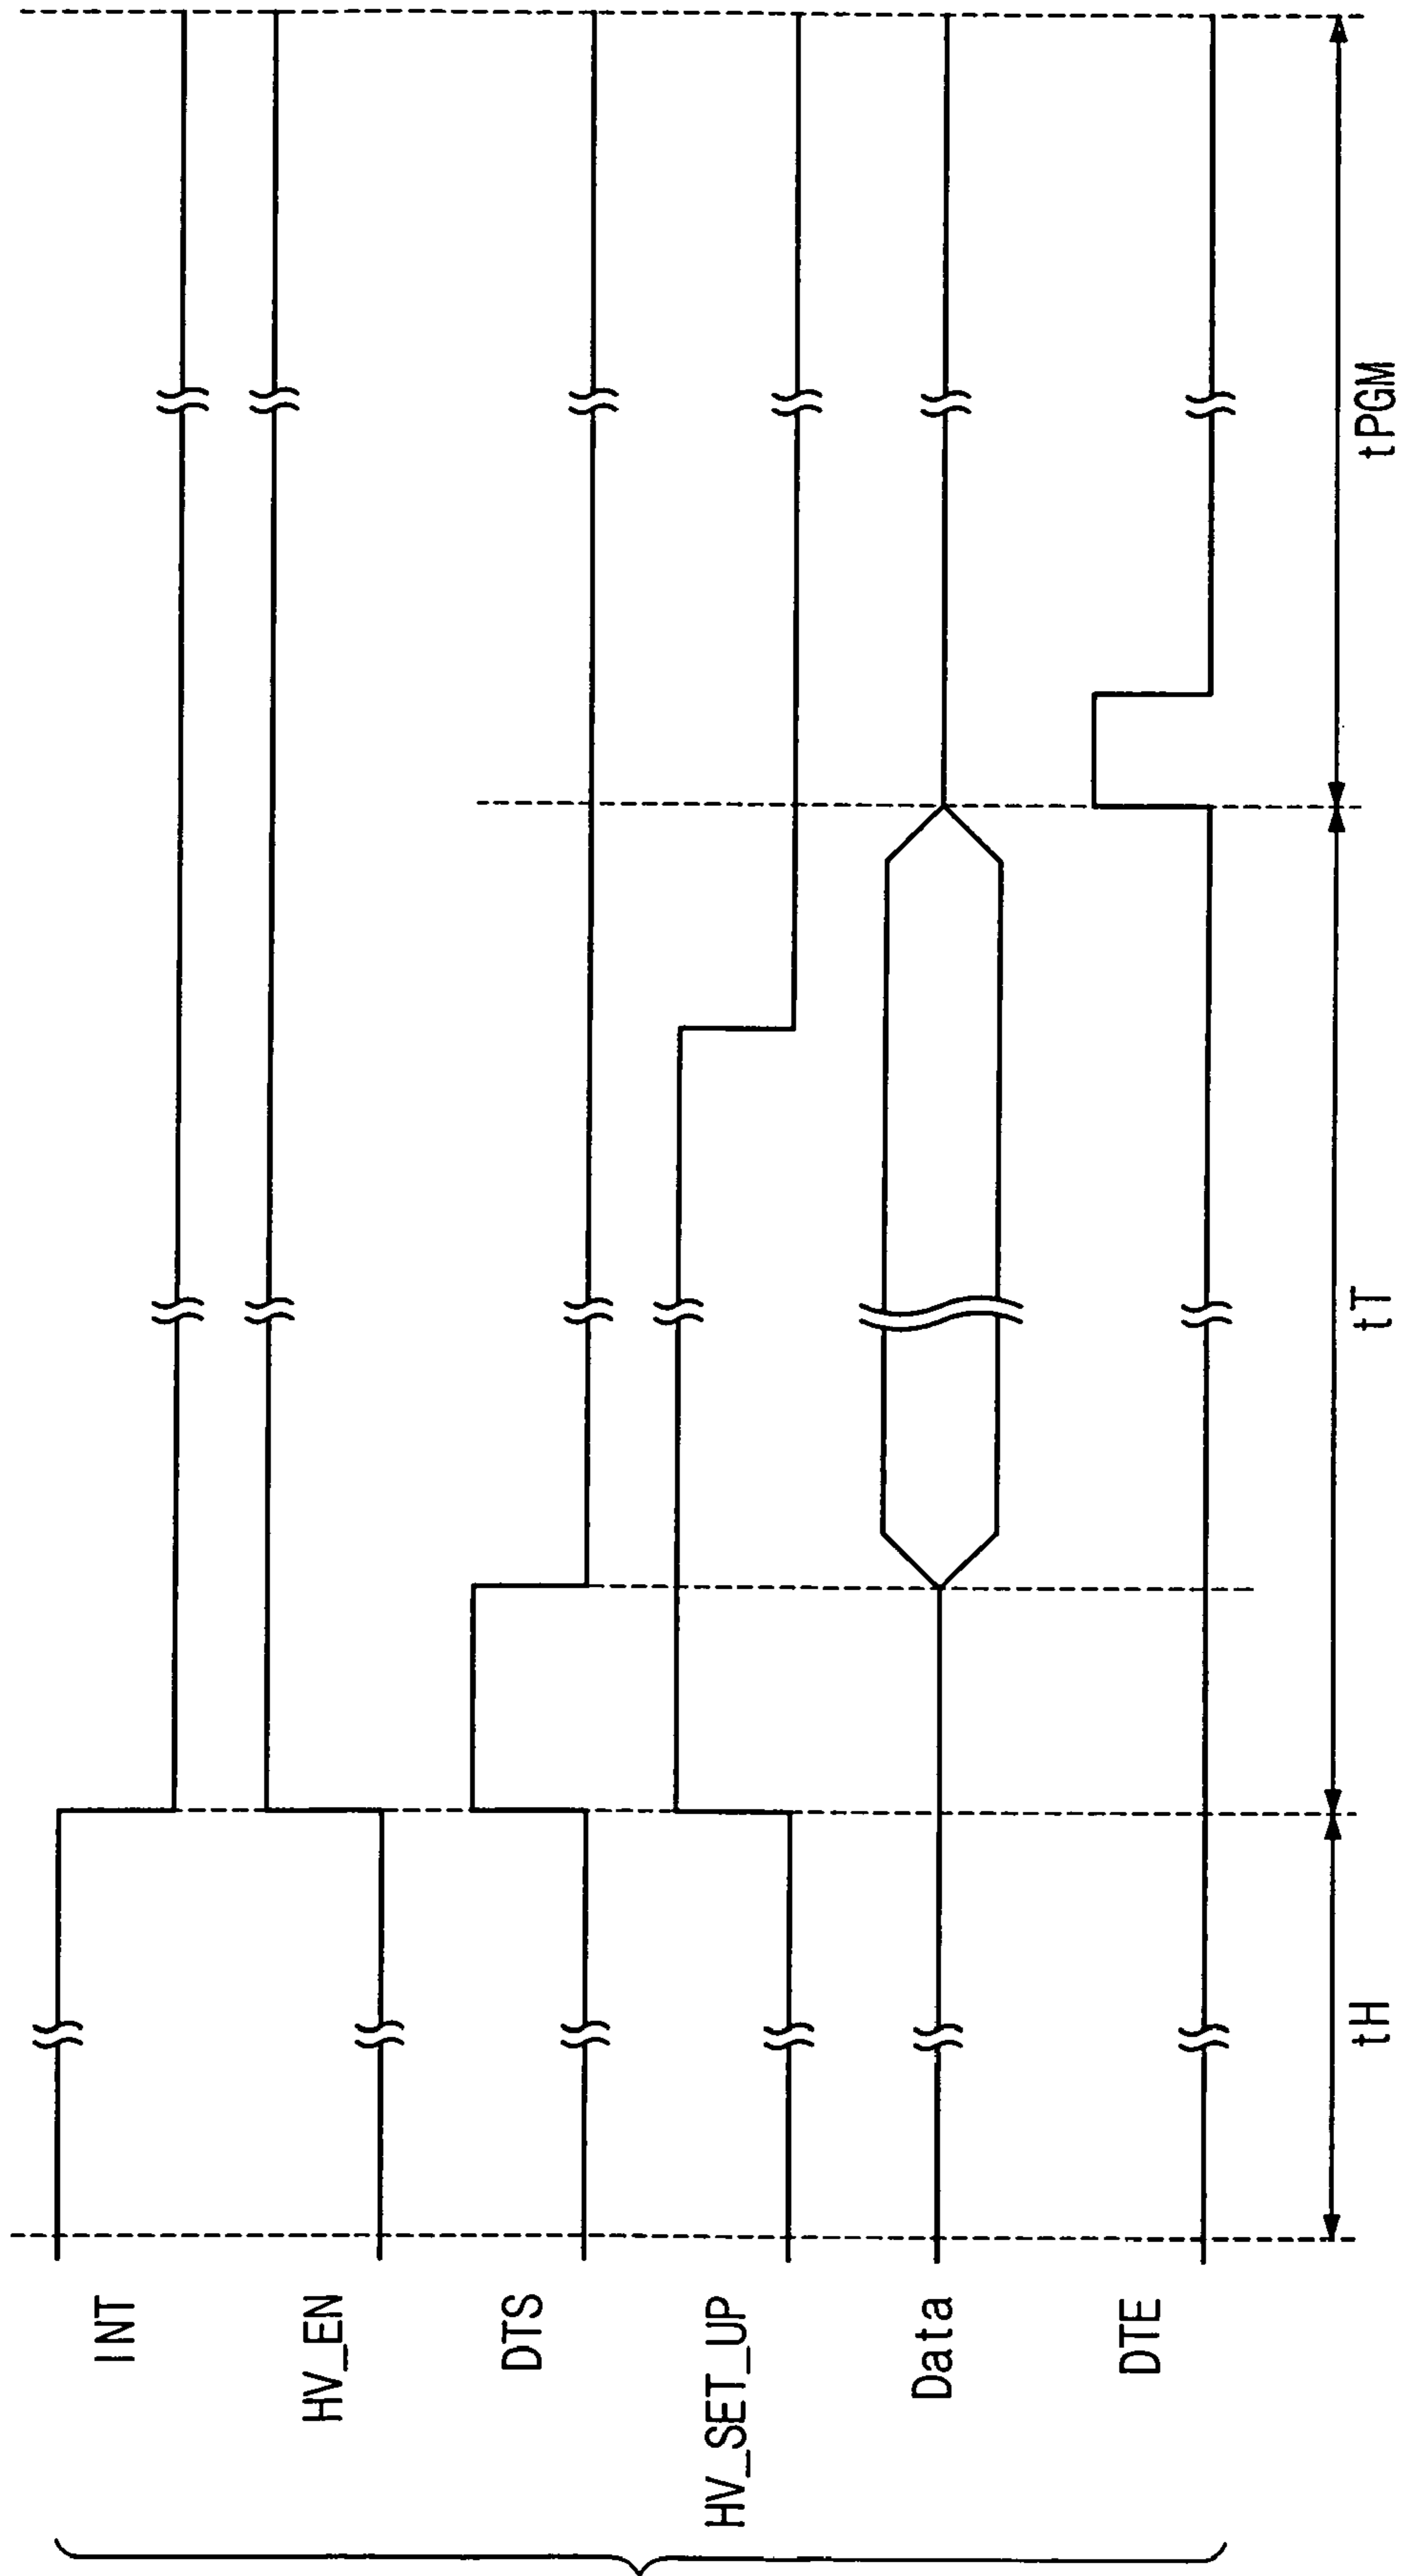 INT
HV_EN
DTS
HV_SET_UP
Data
DTE
tH
tT
tPGM